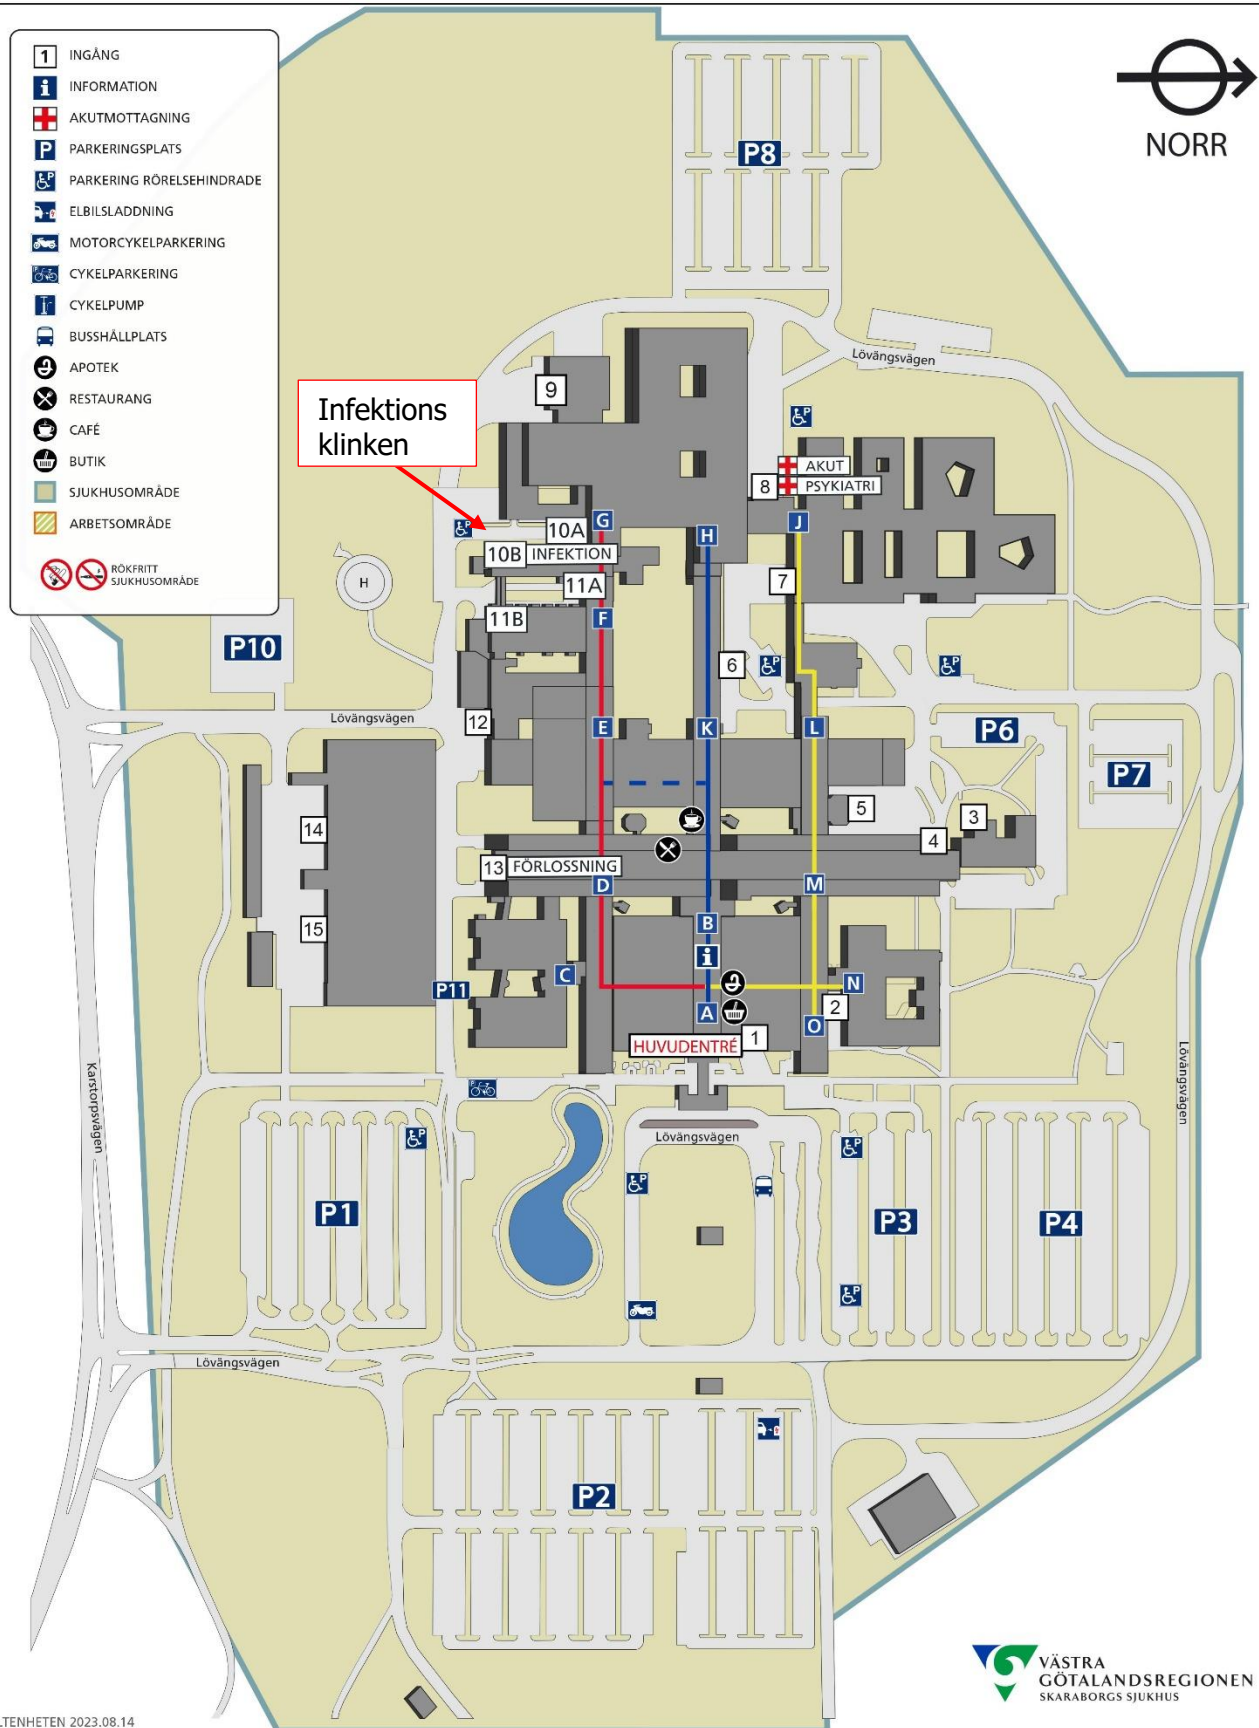 1 INGÅNG
i INFORMATION
AKUTMOTTAGNING
P PARKERINGSPLATS
P PARKERING RÖRELSEHINDRADE
ELBILSLADDNING
MOTORCYKELPARKERING
P CYKELPARKERING
CYKELPUMP
BUSSHÅLLPLATS
APOTEK
RESTAURANG
CAFÉ
BUTIK
SJUKHUSOMRÅDE
ARBETSOMRÅDE
RÖKFRITT
SJUKHUSOMRÅDE
NORR
P8
Lövängsvägen
9
Infektions
klinken
P
AKUT
8 PSYKIATRI
G
J
P
10A
H
10B INFEKTION
H
7
11A
11B
F
P10
6
P
P
Lövängsvägen
12
E
K
L
P6
P7
5
3
14
4
13 FÖRLOSSNING
D
M
B
15
i
C
N
P11
A
2
O
HUVUDENTRÉ 1
Karstorpsvägen
Lövängsvägen
P
P
Lövängsvägen
P
P
P1
P3
P4
P
Lövängsvägen
P2
VÄSTRA
GÖTALANDSREGIONEN
SKARABORGS SJUKHUS
LTENHETEN 2023.08.14